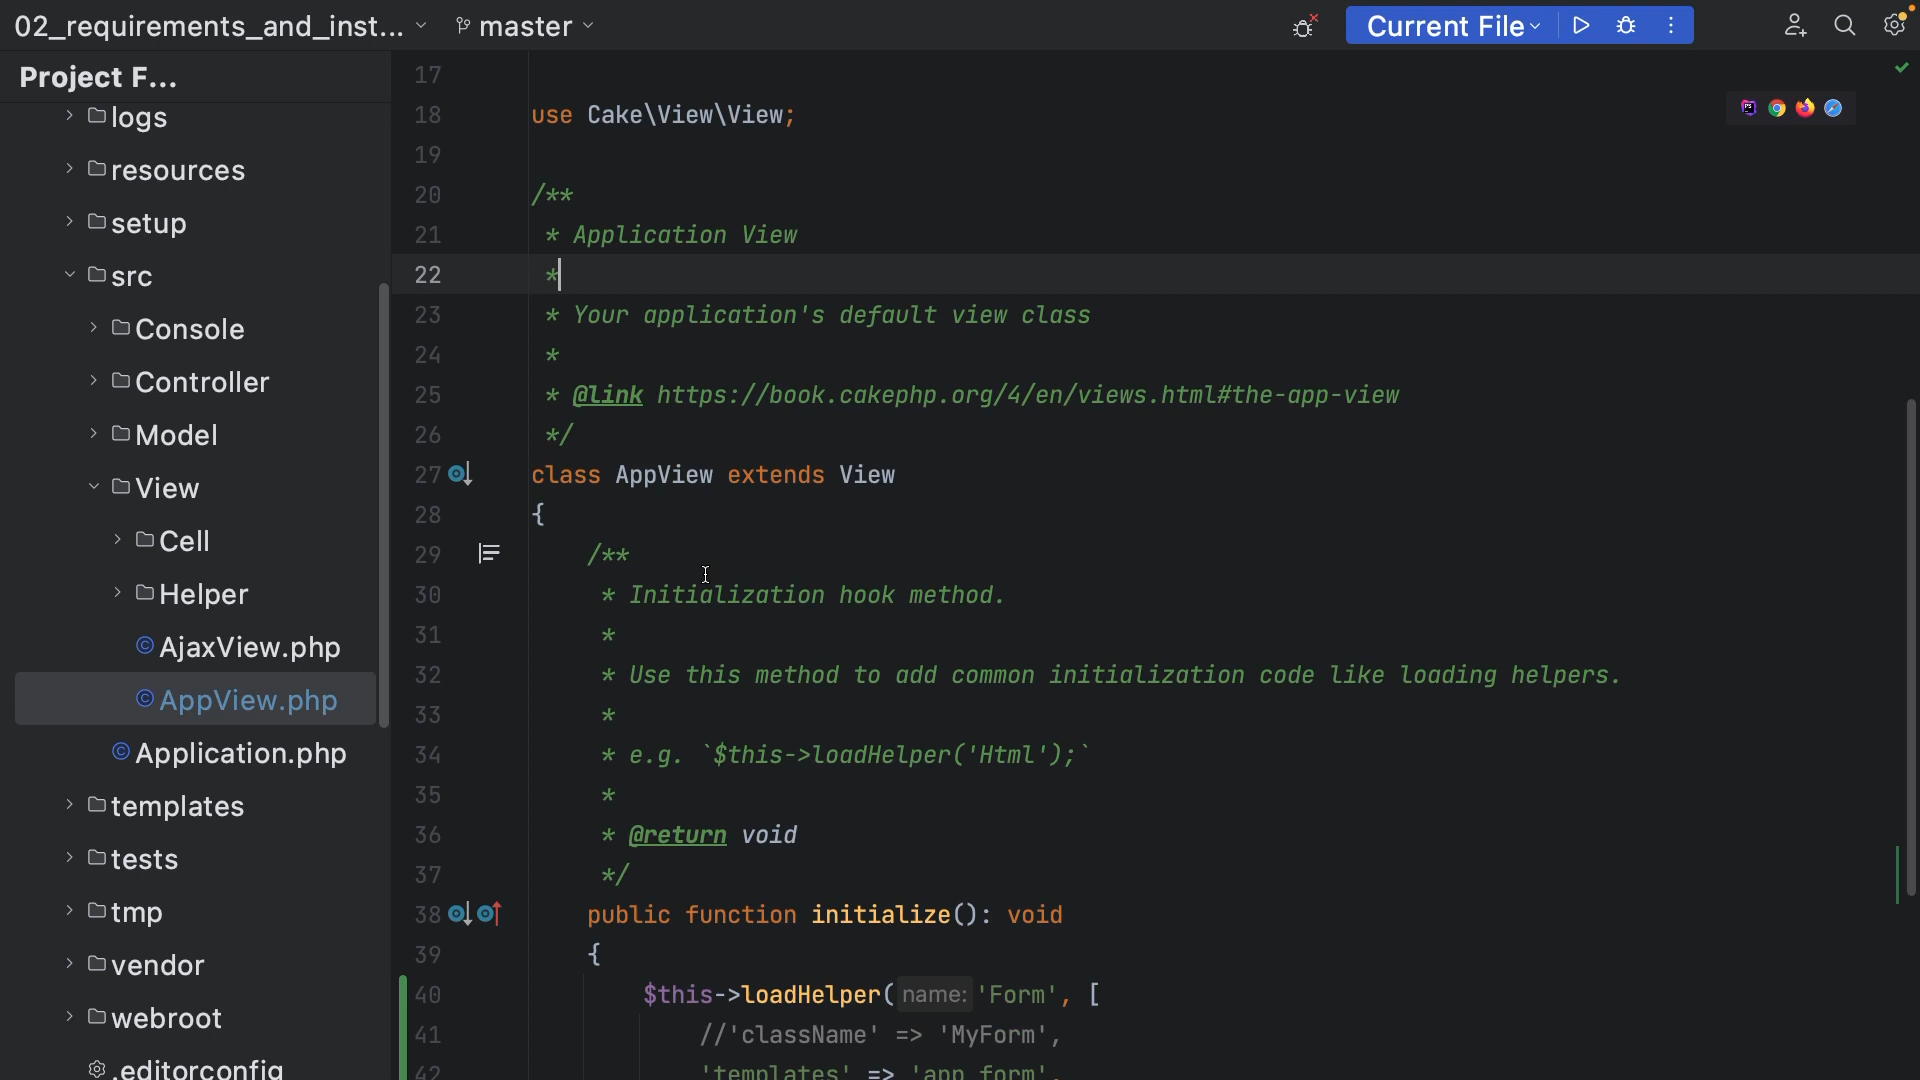 02_requirements_and_inst...
master
Current File
Project F...
logs
resources
setup
src
Console
Controller
Model
View
Cell
Helper
AjaxView.php
AppView.php
Application.php
templates
tests
tmp
vendor
webroot
.editorconfig
17
18 use Cake\View\View;
19
20 /**
21 * Application View
22 *
23 * Your application's default view class
24 *
25 * @link https://book.cakephp.org/4/en/views.html#the-app-view
26 */
27 class AppView extends View
28 {
29 /**
30 * Initialization hook method.
31 *
32 * Use this method to add common initialization code like loading helpers.
33 *
34 * e.g. `$this->loadHelper('Html');`
35 *
36 * @return void
37 */
38 public function initialize(): void
39 {
40 $this->loadHelper( name: 'Form', [
41 //'className' => 'MyForm',
42 'templates' => 'app_form',